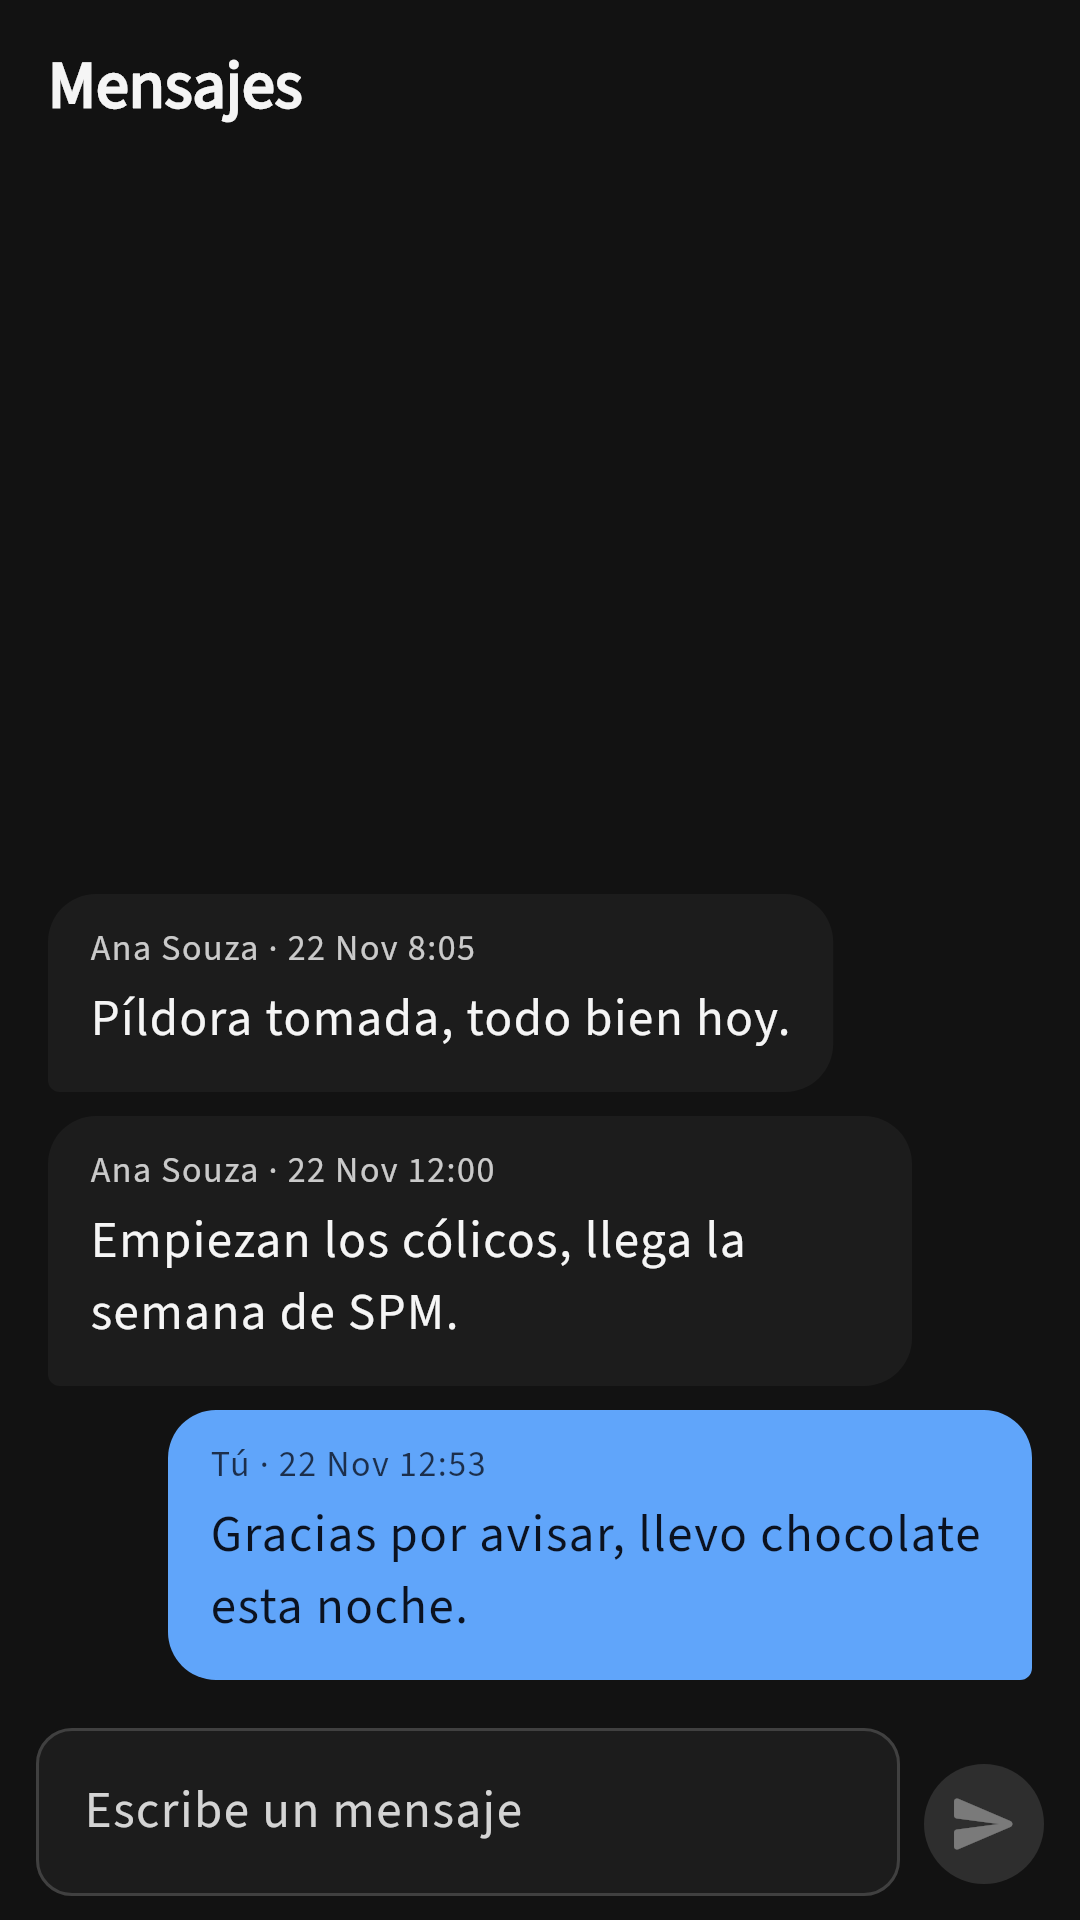 Mensajes
Ana Souza · 22 Nov 8:05
Píldora tomada, todo bien hoy.
Ana Souza · 22 Nov 12:00
Empiezan los cólicos, llega la
semana de SPM.
Tú · 22 Nov 12:53
Gracias por avisar, llevo chocolate
esta noche.
Escribe un mensaje